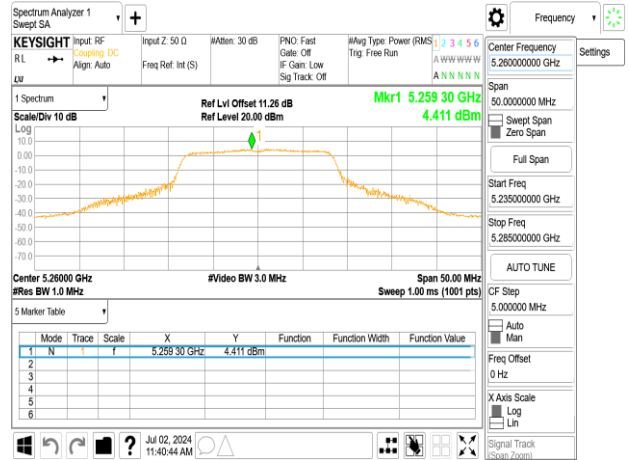 Spectrum Analyzer 1
Swept SA
Frequency
KEYSIGHT
RL
Input: RF
Coupling: DC
Align: Auto
Input Z: 50 Ω
Freq Ref: Int (S)
#Atten: 30 dB
PNO: Fast
Gate: Off
IF Gain: Low
Sig Track: Off
#Avg Type: Power (RMS
Trig: Free Run
1 2 3 4 5 6
A W W W W W
A N N N N N
Center Frequency
5.260000000 GHz
Settings
Span
50.0000000 MHz
Swept Span
Zero Span
Full Span
Start Freq
5.235000000 GHz
Stop Freq
5.285000000 GHz
AUTO TUNE
CF Step
5.000000 MHz
Auto
Man
Freq Offset
0 Hz
X Axis Scale
Log
Lin
Signal Track
(Span Zoom)
1 Spectrum
Scale/Div 10 dB
Ref Lvl Offset 11.26 dB
Ref Level 20.00 dBm
Mkr1 5.259 30 GHz
4.411 dBm
Log
1
10.0
0.00
-10.0
-20.0
-30.0
-40.0
-50.0
-60.0
-70.0
Center 5.26000 GHz
#Res BW 1.0 MHz
#Video BW 3.0 MHz
Span 50.00 MHz
Sweep 1.00 ms (1001 pts)
5 Marker Table
Mode Trace Scale X Y Function Function Width Function Value
1 N 1 f 5.259 30 GHz 4.411 dBm
2
3
4
5
6
?
Jul 02, 2024
11:40:44 AM